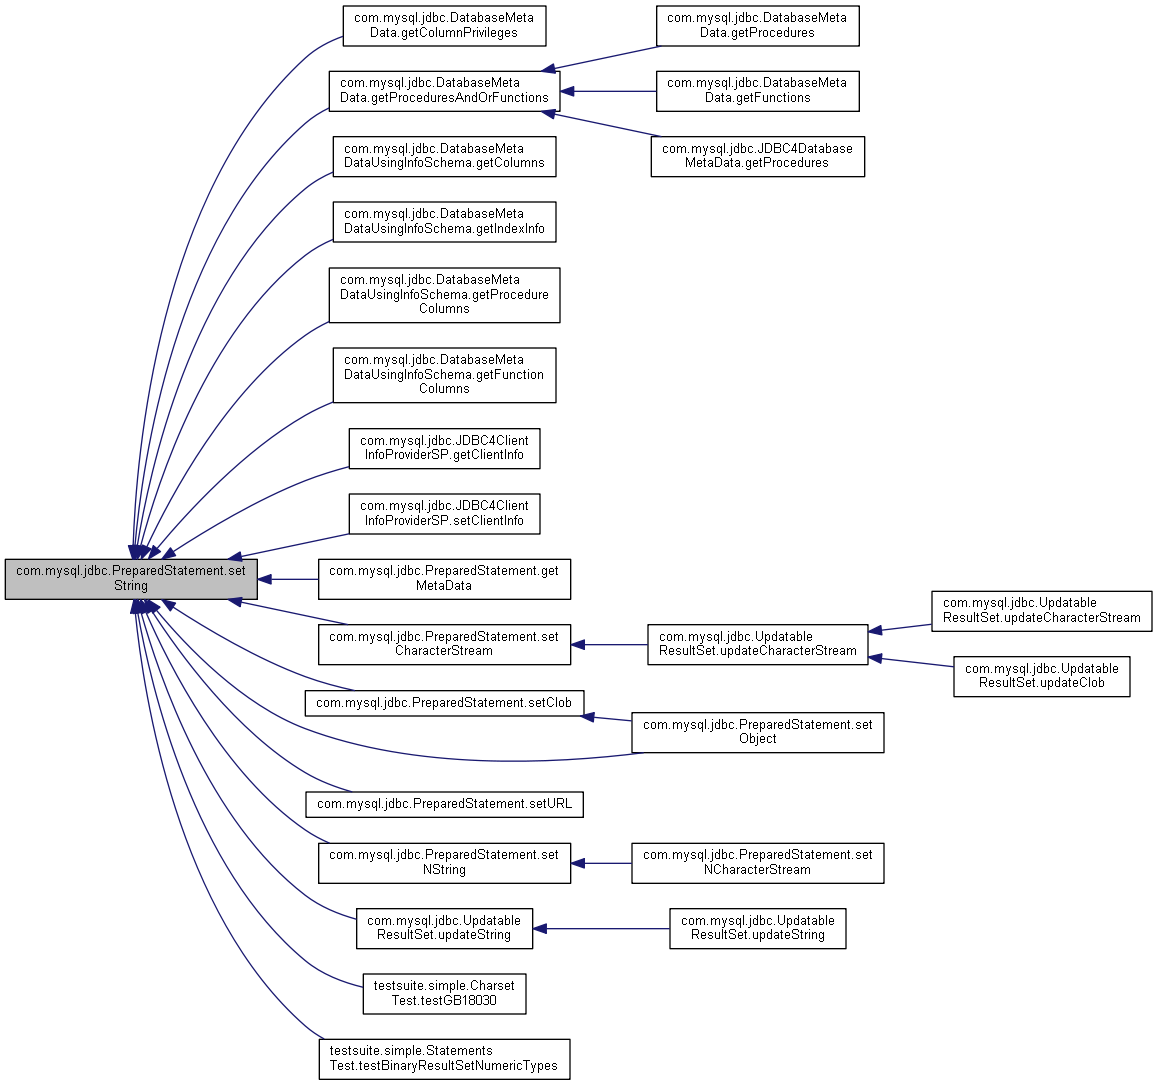 com.mysql.jdbc.DatabaseMeta
Data.getColumnPrivileges
com.mysql.jdbc.DatabaseMeta
Data.getProcedures
com.mysql.jdbc.DatabaseMeta
Data.getProceduresAndOrFunctions
com.mysql.jdbc.DatabaseMeta
Data.getFunctions
com.mysql.jdbc.DatabaseMeta
DataUsingInfoSchema.getColumns
com.mysql.jdbc.JDBC4Database
MetaData.getProcedures
com.mysql.jdbc.DatabaseMeta
DataUsingInfoSchema.getIndexInfo
com.mysql.jdbc.DatabaseMeta
DataUsingInfoSchema.getProcedure
Columns
com.mysql.jdbc.DatabaseMeta
DataUsingInfoSchema.getFunction
Columns
com.mysql.jdbc.JDBC4Client
InfoProviderSP.getClientInfo
com.mysql.jdbc.JDBC4Client
InfoProviderSP.setClientInfo
com.mysql.jdbc.PreparedStatement.set
String
com.mysql.jdbc.PreparedStatement.get
MetaData
com.mysql.jdbc.PreparedStatement.set
CharacterStream
com.mysql.jdbc.Updatable
ResultSet.updateCharacterStream
com.mysql.jdbc.Updatable
ResultSet.updateCharacterStream
com.mysql.jdbc.Updatable
ResultSet.updateClob
com.mysql.jdbc.PreparedStatement.setClob
com.mysql.jdbc.PreparedStatement.set
Object
com.mysql.jdbc.PreparedStatement.setURL
com.mysql.jdbc.PreparedStatement.set
NString
com.mysql.jdbc.PreparedStatement.set
NCharacterStream
com.mysql.jdbc.Updatable
ResultSet.updateString
com.mysql.jdbc.Updatable
ResultSet.updateString
testsuite.simple.Charset
Test.testGB18030
testsuite.simple.Statements
Test.testBinaryResultSetNumericTypes